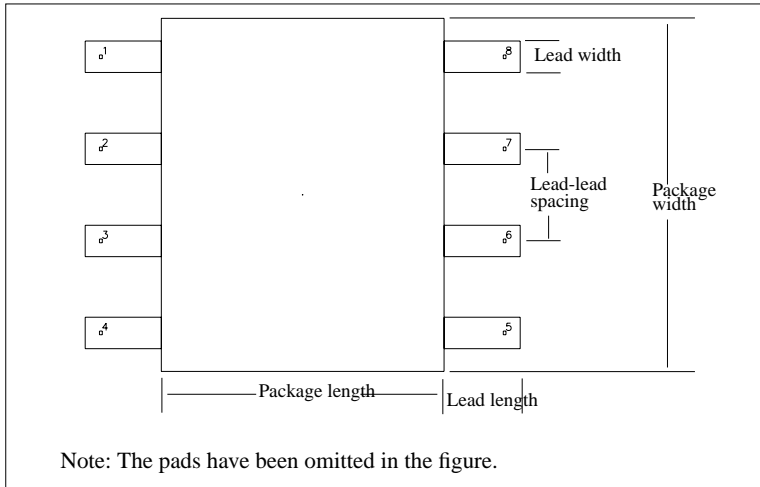 1
8
Lead width
2
7
Lead-lead
spacing
Package
width
3
6
4
5
Package length
Lead length
Note: The pads have been omitted in the figure.